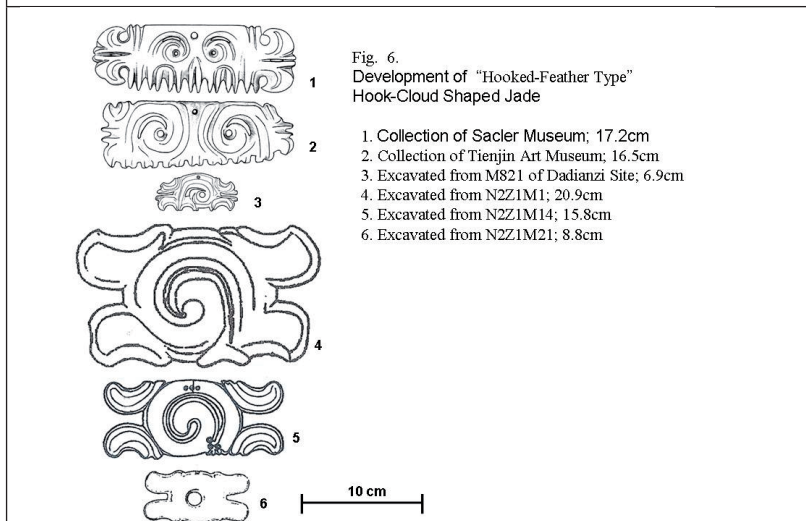 Fig. 6.
Development of “Hooked-Feather Type”
Hook-Cloud Shaped Jade
1. Collection of Sacler Museum; 17.2cm
2. Collection of Tienjin Art Museum; 16.5cm
3. Excavated from M821 of Dadianzi Site; 6.9cm
4. Excavated from N2Z1M1; 20.9cm
5. Excavated from N2Z1M14; 15.8cm
6. Excavated from N2Z1M21; 8.8cm
1
2
3
4
5
6
10 cm